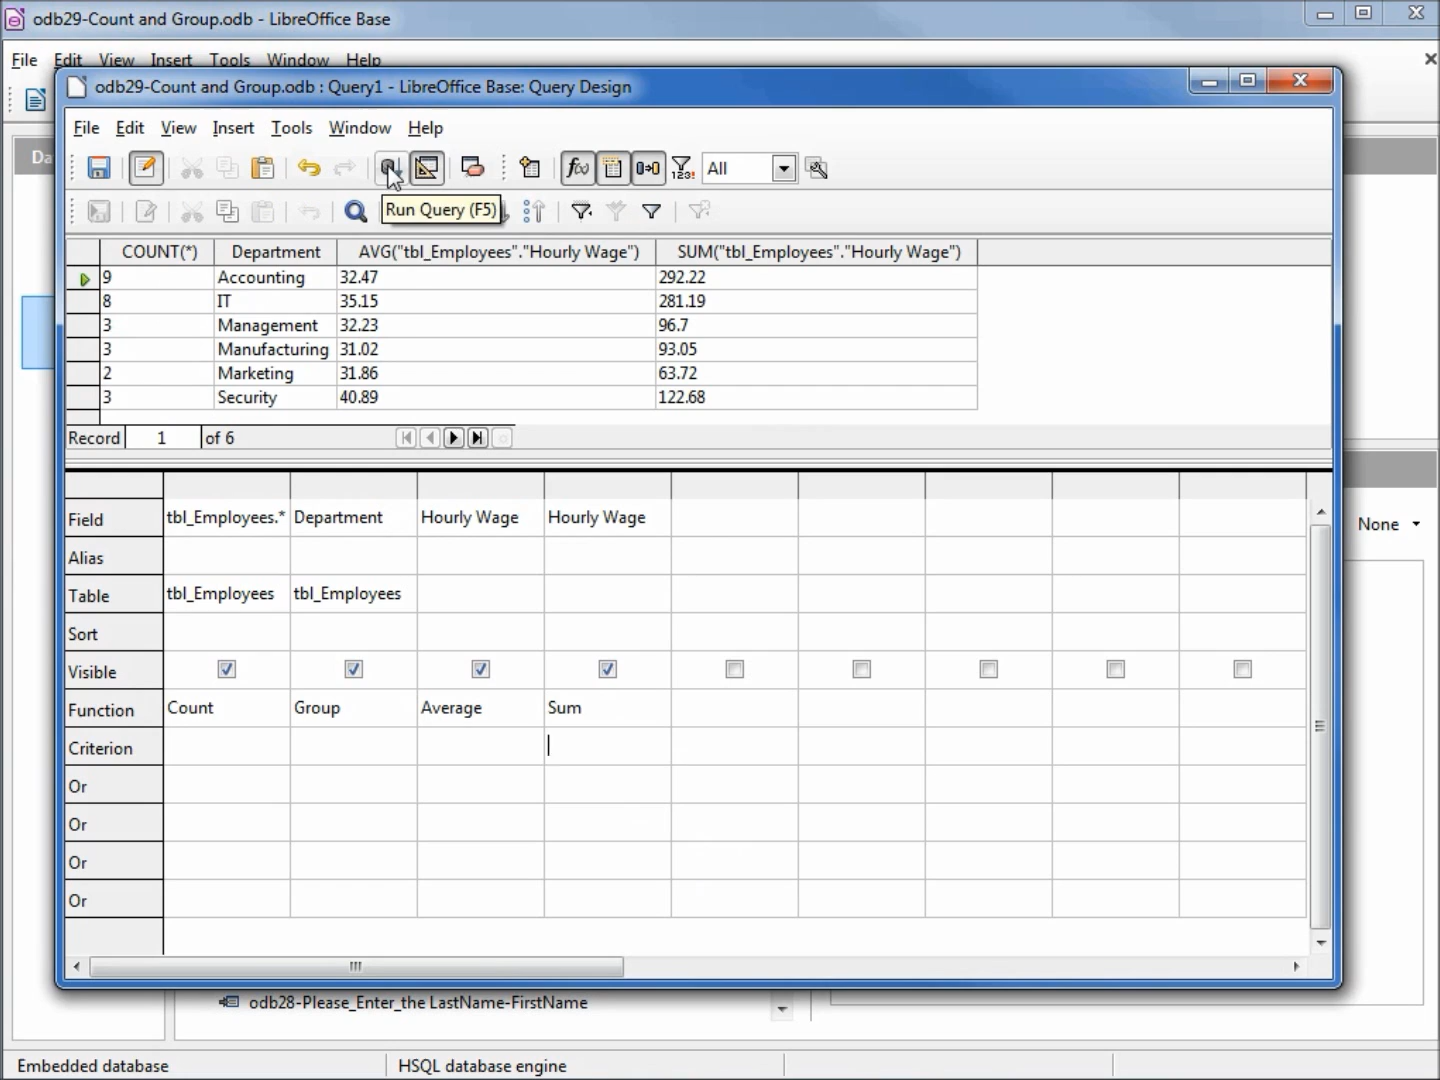 odb29-Count and Group.odb - LibreOffice Base
File Edit View Insert Tools Window Help
odb29-Count and Group.odb : Query1 - LibreOffice Base: Query Design
File Edit View Insert Tools Window Help
Da
f(x) 123! All
Run Query (F5)
COUNT(*) Department AVG("tbl_Employees"."Hourly Wage") SUM("tbl_Employees"."Hourly Wage")
9 Accounting 32.47 292.22
8 IT 35.15 281.19
3 Management 32.23 96.7
3 Manufacturing 31.02 93.05
2 Marketing 31.86 63.72
3 Security 40.89 122.68
Record 1 of 6
Field tbl_Employees.* Department Hourly Wage Hourly Wage
None
Alias
Table tbl_Employees tbl_Employees
Sort
Visible
Function Count Group Average Sum
Criterion
Or
Or
Or
Or
odb28-Please_Enter_the LastName-FirstName
Embedded database HSQL database engine